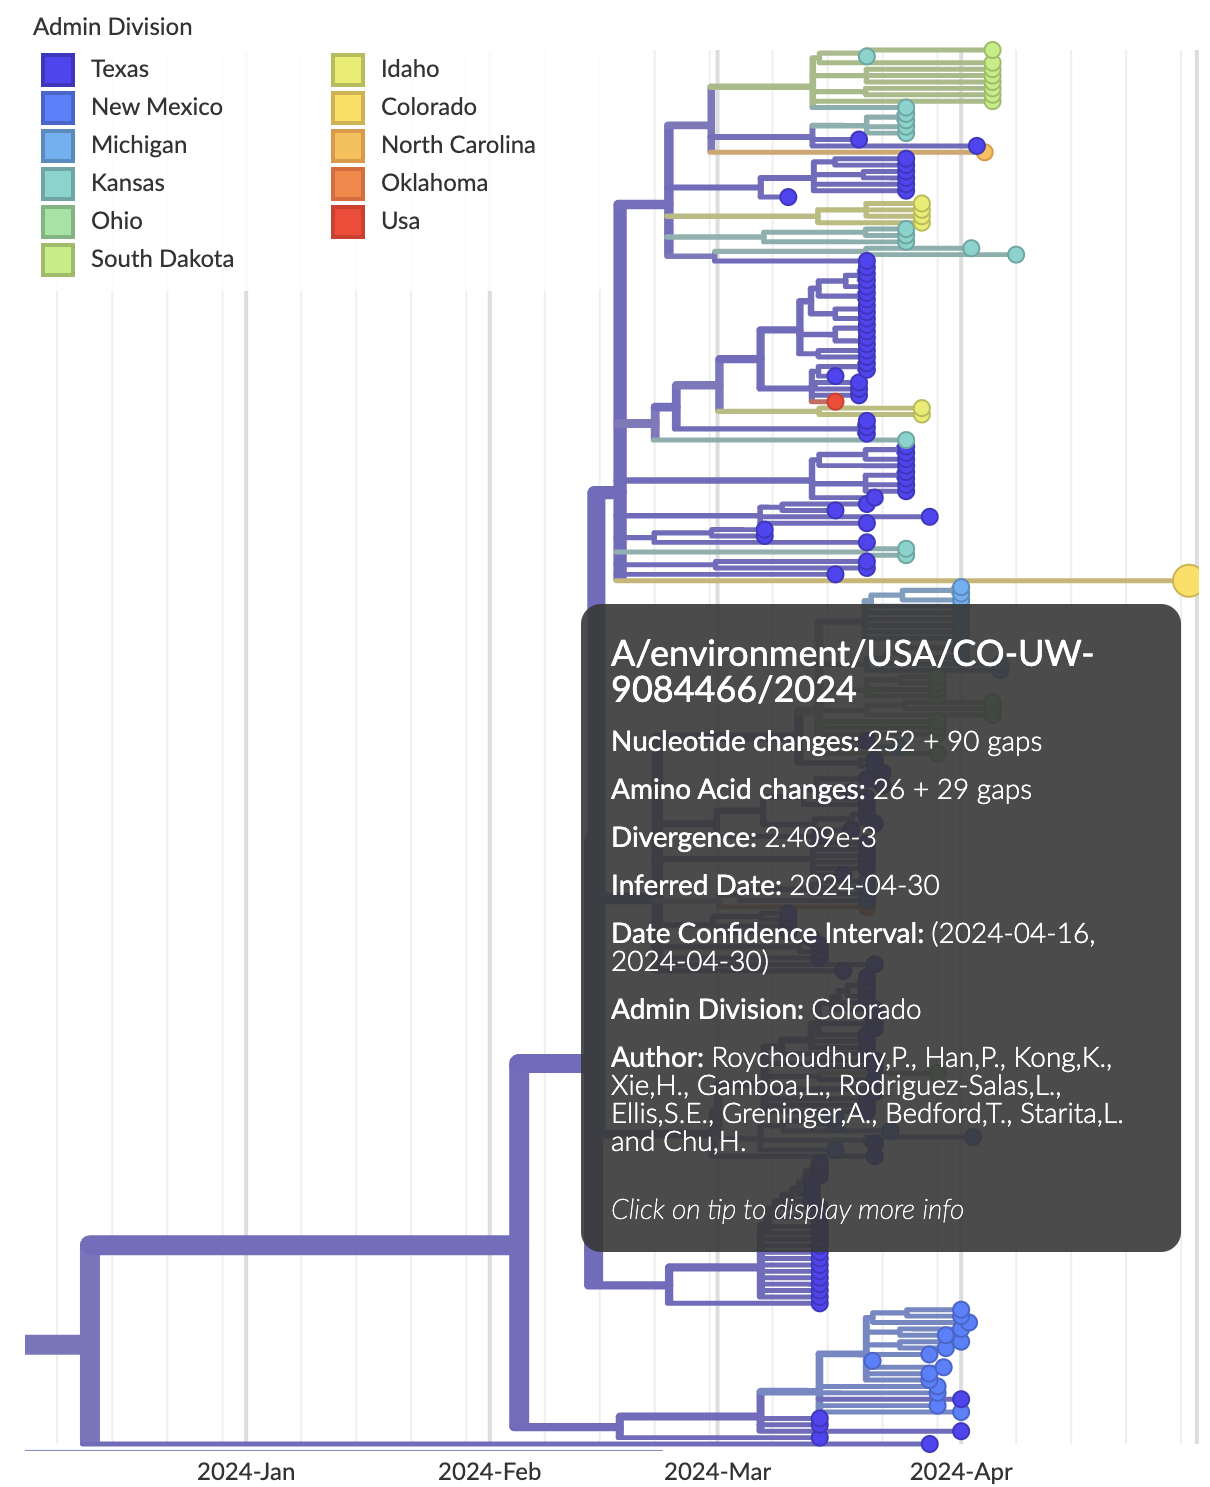 Admin Division
Texas
New Mexico
Michigan
Kansas
Ohio
South Dakota
Idaho
Colorado
North Carolina
Oklahoma
Usa
A/environment/USA/CO-UW-
9084466/2024
Nucleotide changes: 252 + 90 gaps
Amino Acid changes: 26 + 29 gaps
Divergence: 2.409e-3
Inferred Date: 2024-04-30
Date Confidence Interval: (2024-04-16,
2024-04-30)
Admin Division: Colorado
Author: Roychoudhury,P., Han,P., Kong,K.,
Xie,H., Gamboa,L., Rodriguez-Salas,L.,
Ellis,S.E., Greninger,A., Bedford,T., Starita,L.
and Chu,H.
Click on tip to display more info
2024-Jan
2024-Feb
2024-Mar
2024-Apr